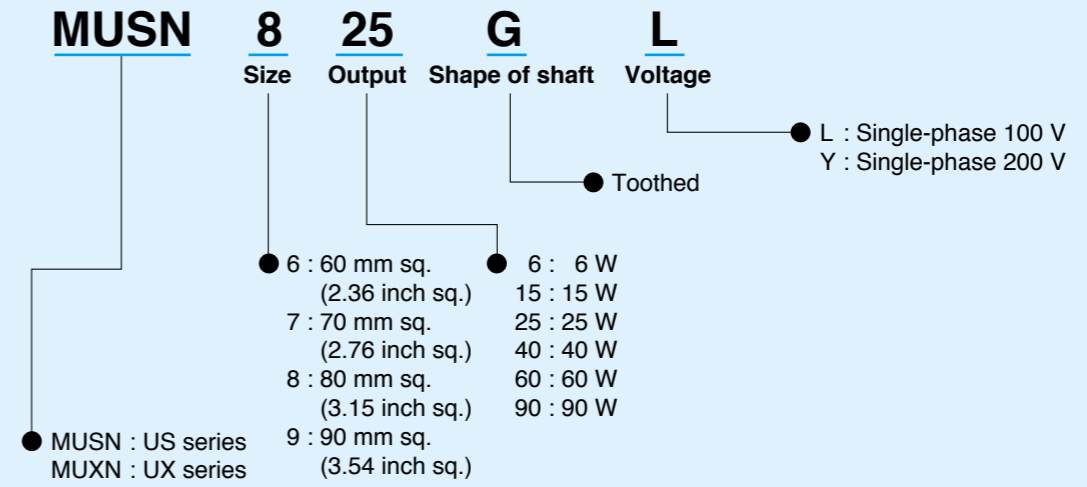 MUSN 8 25 G L
Size Output Shape of shaft Voltage
L : Single-phase 100 V
Y : Single-phase 200 V
Toothed
6 : 60 mm sq.
(2.36 inch sq.)
7 : 70 mm sq.
(2.76 inch sq.)
8 : 80 mm sq.
(3.15 inch sq.)
9 : 90 mm sq.
(3.54 inch sq.)
6 : 6 W
15 : 15 W
25 : 25 W
40 : 40 W
60 : 60 W
90 : 90 W
MUSN : US series
MUXN : UX series